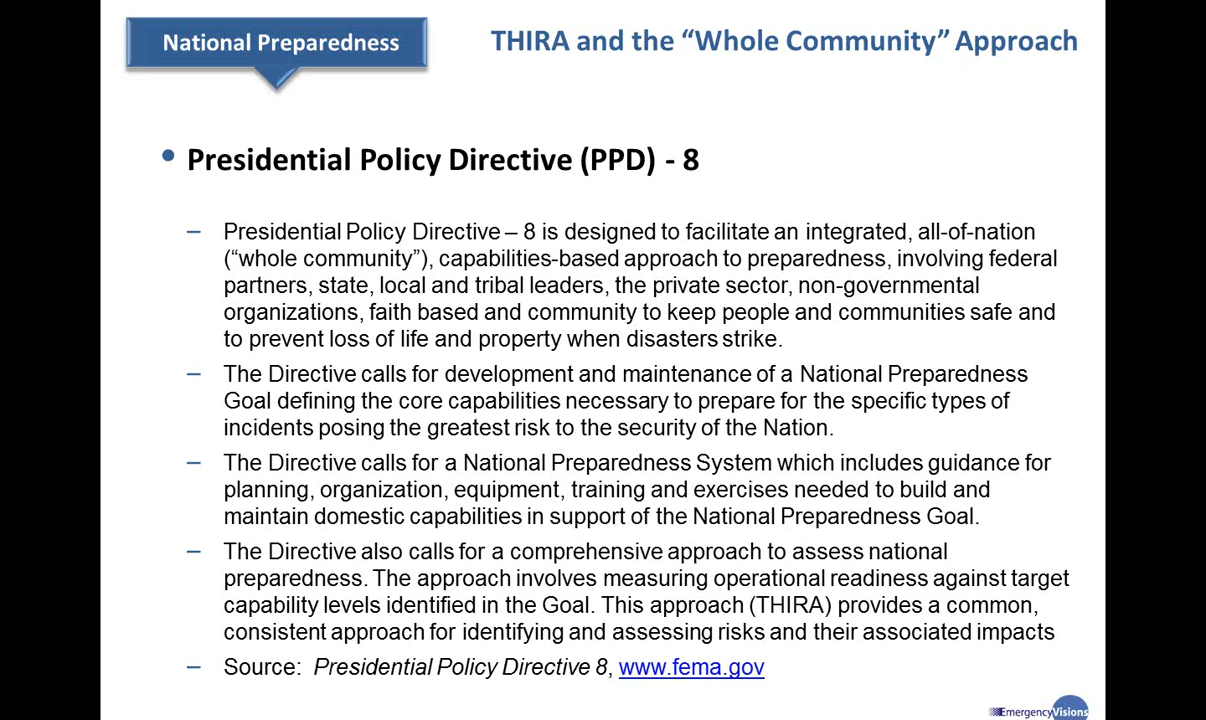 National Preparedness
THIRA and the “Whole Community” Approach
• Presidential Policy Directive (PPD) - 8
– Presidential Policy Directive – 8 is designed to facilitate an integrated, all-of-nation
(“whole community”), capabilities-based approach to preparedness, involving federal
partners, state, local and tribal leaders, the private sector, non-governmental
organizations, faith based and community to keep people and communities safe and
to prevent loss of life and property when disasters strike.
– The Directive calls for development and maintenance of a National Preparedness
Goal defining the core capabilities necessary to prepare for the specific types of
incidents posing the greatest risk to the security of the Nation.
– The Directive calls for a National Preparedness System which includes guidance for
planning, organization, equipment, training and exercises needed to build and
maintain domestic capabilities in support of the National Preparedness Goal.
– The Directive also calls for a comprehensive approach to assess national
preparedness. The approach involves measuring operational readiness against target
capability levels identified in the Goal. This approach (THIRA) provides a common,
consistent approach for identifying and assessing risks and their associated impacts
– Source: Presidential Policy Directive 8, www.fema.gov
EmergencyVisions